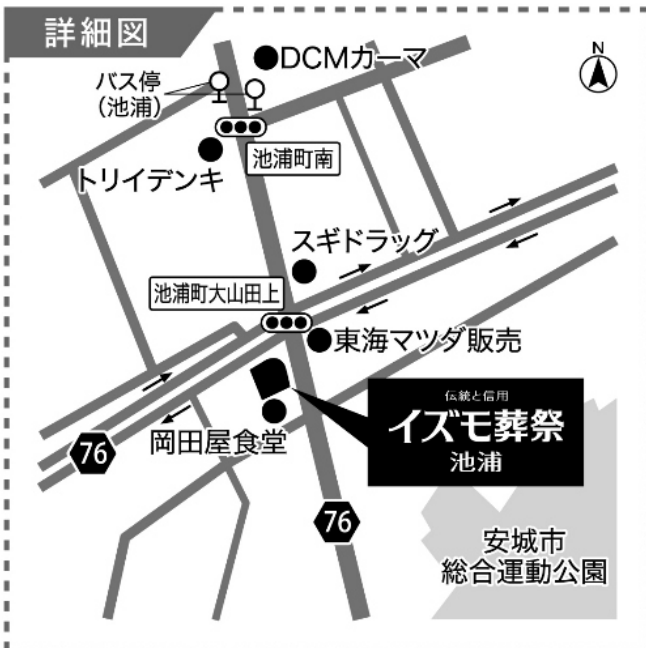 詳細図
N
DCMカーマ
バス停
(池浦)
池浦町南
トリイデンキ
スギドラッグ
池浦町大山田上
東海マツダ販売
伝統と信用
イズモ葬祭
池浦
岡田屋食堂
76
76
安城市
総合運動公園